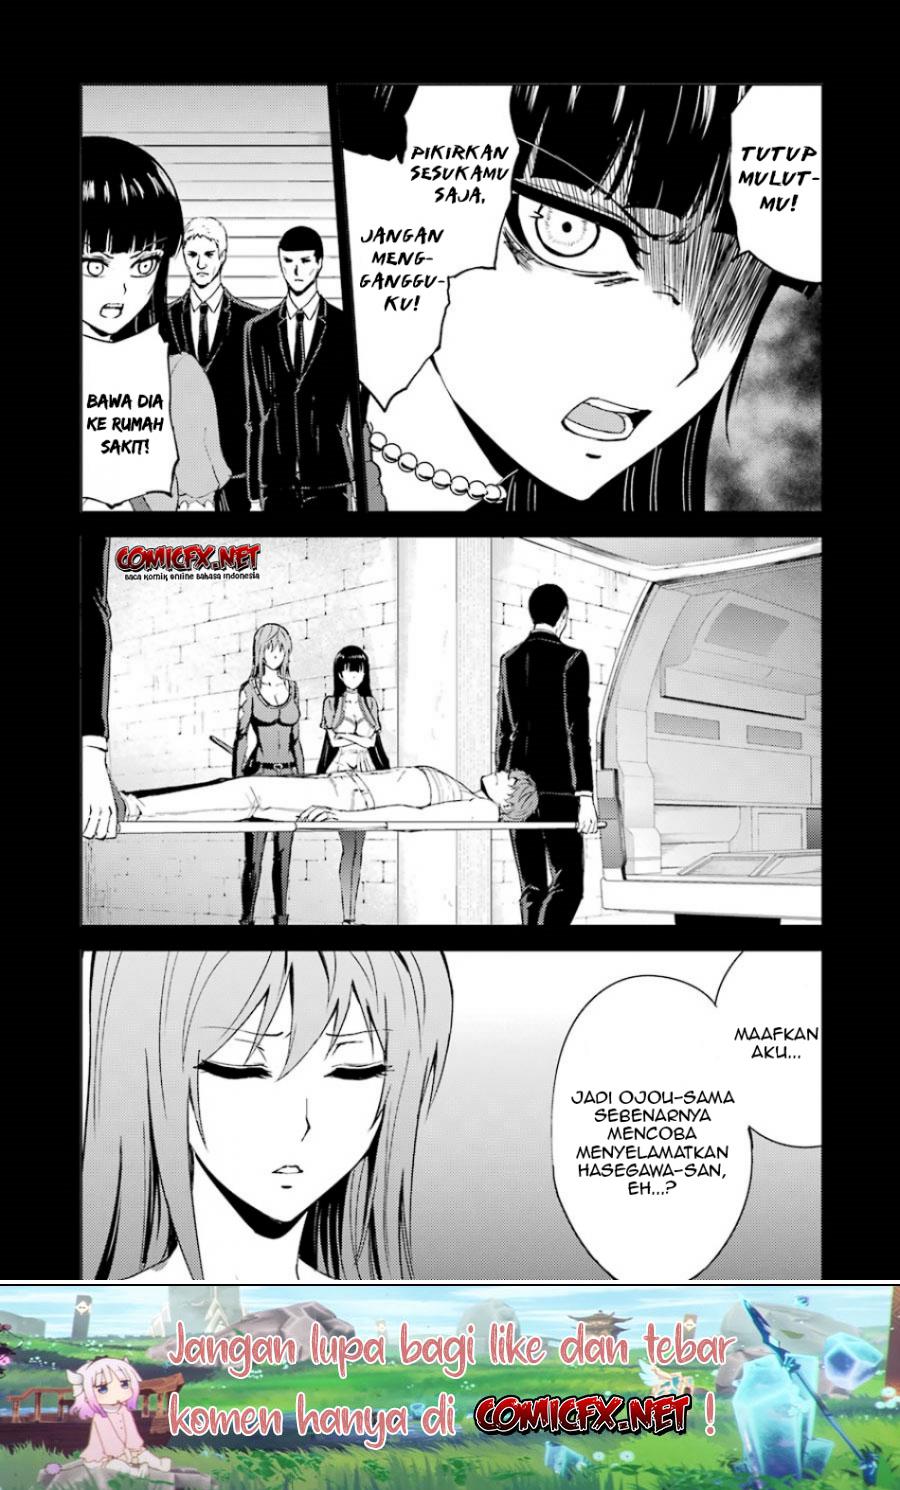 TUTUP
MULUT-
MU!
PIKIRKAN
SESUKAMU
SAJA,
JANGAN
MENG-
GANGGU-
KU!
BAWA DIA
KE RUMAH
SAKIT!
COMICFX.NET
Baca Komik Online Bahasa Indonesia
MAAFKAN
AKU...
JADI OJOU-SAMA
SEBENARNYA
MENCOBA
MENYELAMATKAN
HASEGAWA-SAN,
EH...?
Jangan lupa bagi like dan tebar
komen hanya di COMICFX.NET !